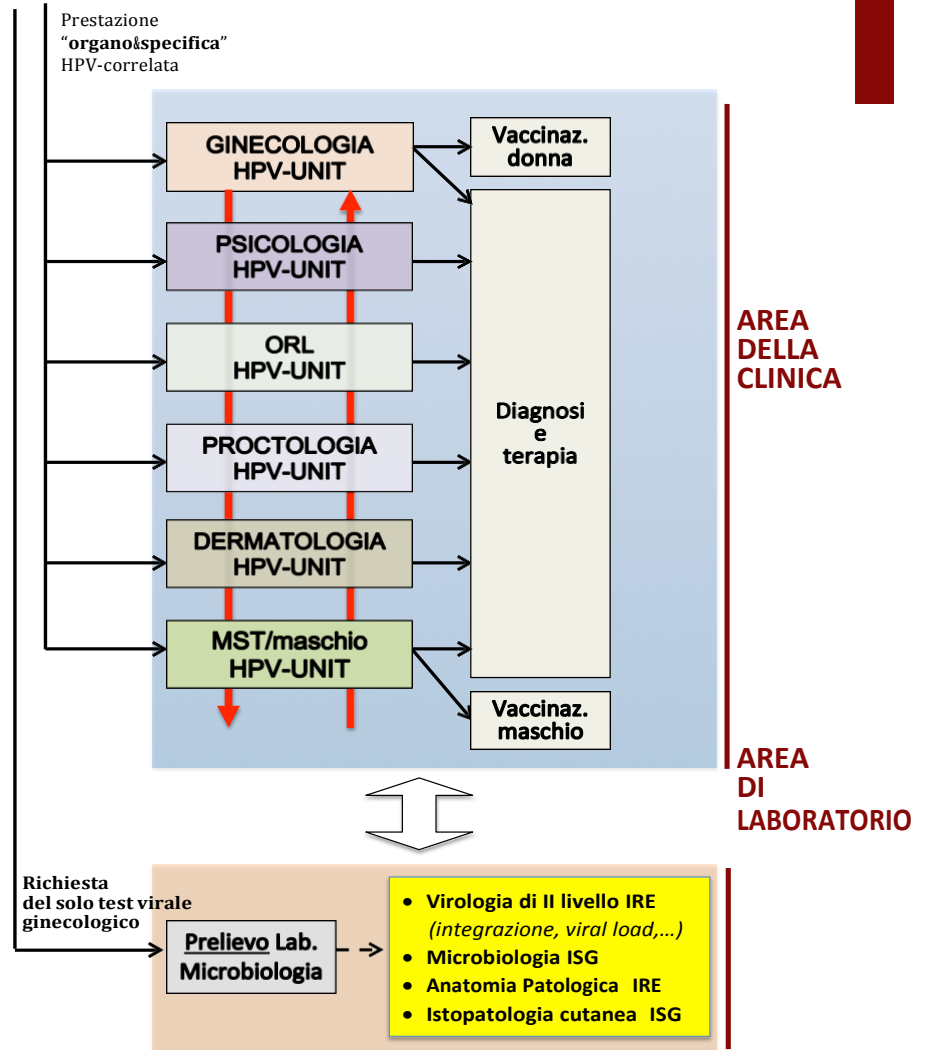 Prestazione
“organo&specifica”
HPV-correlata
GINECOLOGIA
HPV-UNIT
Vaccinaz.
donna
PSICOLOGIA
HPV-UNIT
ORL
HPV-UNIT
PROCTOLOGIA
HPV-UNIT
DERMATOLOGIA
HPV-UNIT
MST/maschio
HPV-UNIT
Diagnosi
e
terapia
Vaccinaz.
maschio
AREA
DELLA
CLINICA
AREA
DI
LABORATORIO
Richiesta
del solo test virale
ginecologico
Prelievo Lab.
Microbiologia
• Virologia di II livello IRE
(integrazione, viral load,...)
• Microbiologia ISG
• Anatomia Patologica IRE
• Istopatologia cutanea ISG